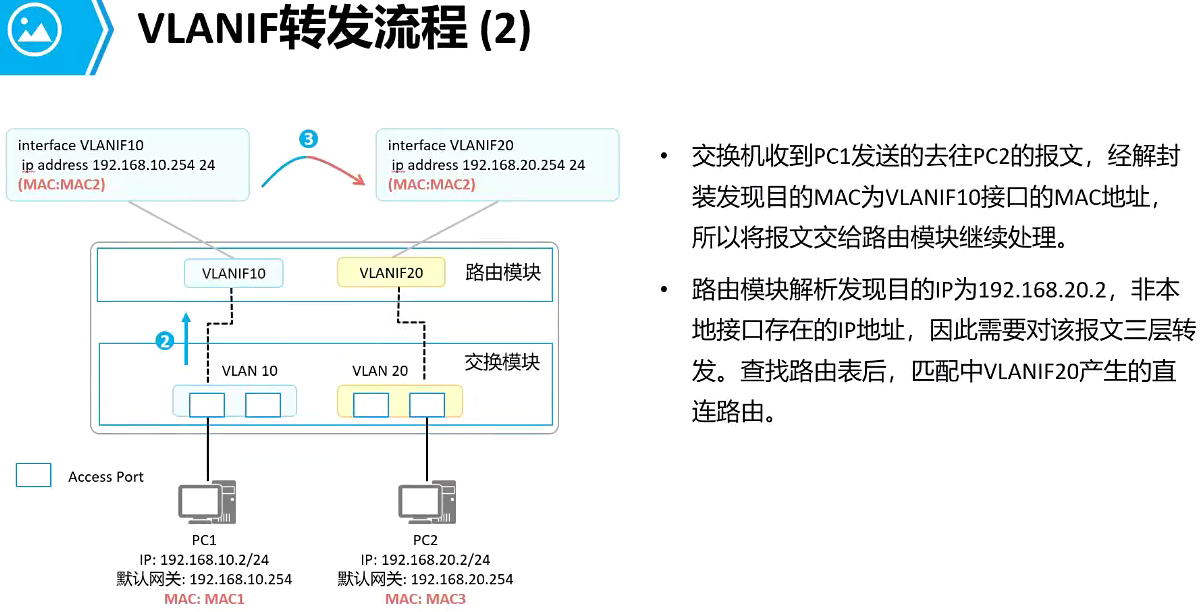 VLANIF转发流程 (2)
interface VLANIF10
ip address 192.168.10.254 24
(MAC:MAC2)
3
interface VLANIF20
ip address 192.168.20.254 24
(MAC:MAC2)
VLANIF10
VLANIF20
路由模块
2
交换模块
VLAN 10
VLAN 20
Access Port
PC1
IP: 192.168.10.2/24
默认网关: 192.168.10.254
MAC: MAC1
PC2
IP: 192.168.20.2/24
默认网关: 192.168.20.254
MAC: MAC3
• 交换机收到PC1发送的去往PC2的报文，经解封
装发现目的MAC为VLANIF10接口的MAC地址，
所以将报文交给路由模块继续处理。
• 路由模块解析发现目的IP为192.168.20.2，非本
地接口存在的IP地址，因此需要对该报文三层转
发。查找路由表后，匹配中VLANIF20产生的直
连路由。